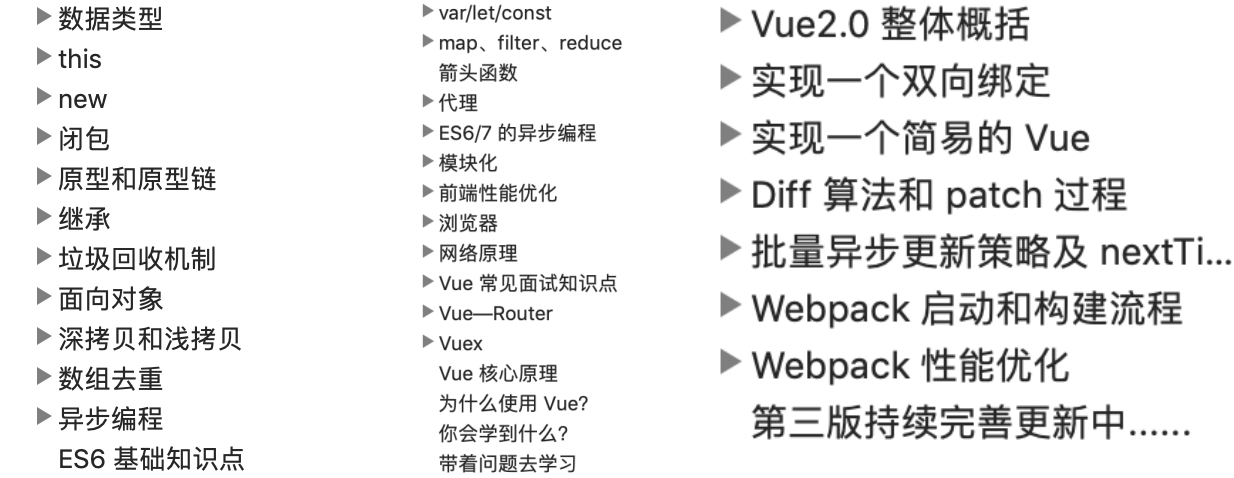 数据类型
this
new
闭包
原型和原型链
继承
垃圾回收机制
面向对象
深拷贝和浅拷贝
数组去重
异步编程
ES6 基础知识点
var/let/const
map、filter、reduce
箭头函数
代理
ES6/7 的异步编程
模块化
前端性能优化
浏览器
网络原理
Vue 常见面试知识点
Vue—Router
Vuex
Vue 核心原理
为什么使用 Vue?
你会学到什么?
带着问题去学习
Vue2.0 整体概括
实现一个双向绑定
实现一个简易的 Vue
Diff 算法和 patch 过程
批量异步更新策略及 nextTi...
Webpack 启动和构建流程
Webpack 性能优化
第三版持续完善更新中......